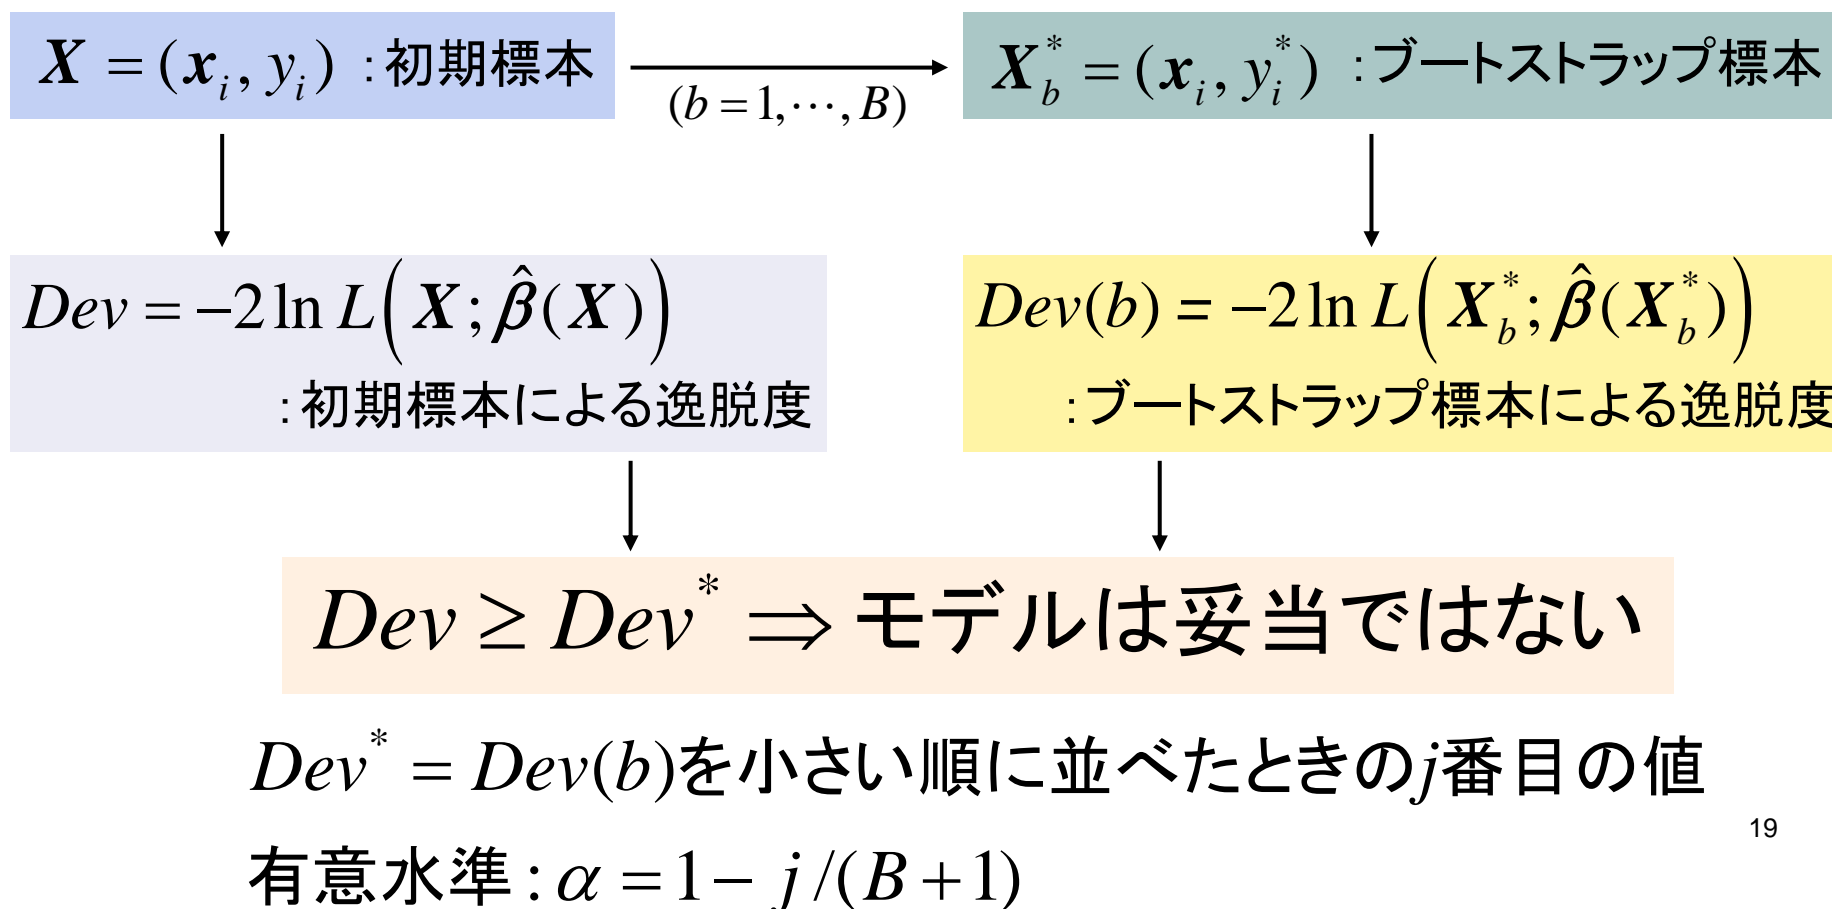 X = (x_i, y_i) :初期標本
(b = 1, ⋯, B)
X_b^* = (x_i, y_i^*) :ブートストラップ標本
Dev = −2 ln L(X; β̂(X))
:初期標本による逸脱度
Dev(b) = −2 ln L(X_b^*; β̂(X_b^*))
:ブートストラップ標本による逸脱度
Dev ≥ Dev^* ⇒ モデルは妥当ではない
Dev^* = Dev(b)を小さい順に並べたときのj番目の値
19
有意水準:α = 1 − j /(B + 1)